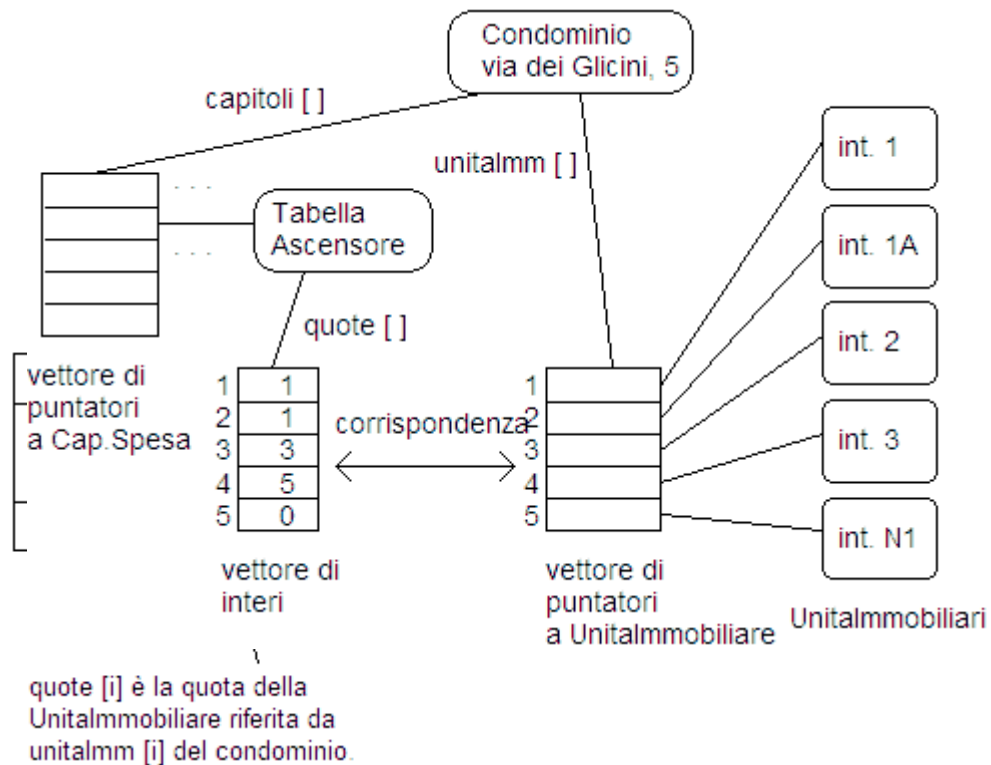 Condominio
via dei Glicini, 5
capitoli [ ]
unitaImm [ ]
int. 1
. . .
Tabella
Ascensore
. . .
int. 1A
quote [ ]
int. 2
vettore di
puntatori
a Cap.Spesa
1 1
2 1
3 3
4 5
5 0
corrispondenza
1
2
3
4
5
int. 3
int. N1
vettore di
interi
vettore di
puntatori
a UnitaImmobiliare
UnitaImmobiliari
quote [i] è la quota della
UnitaImmobiliare riferita da
unitaImm [i] del condominio.